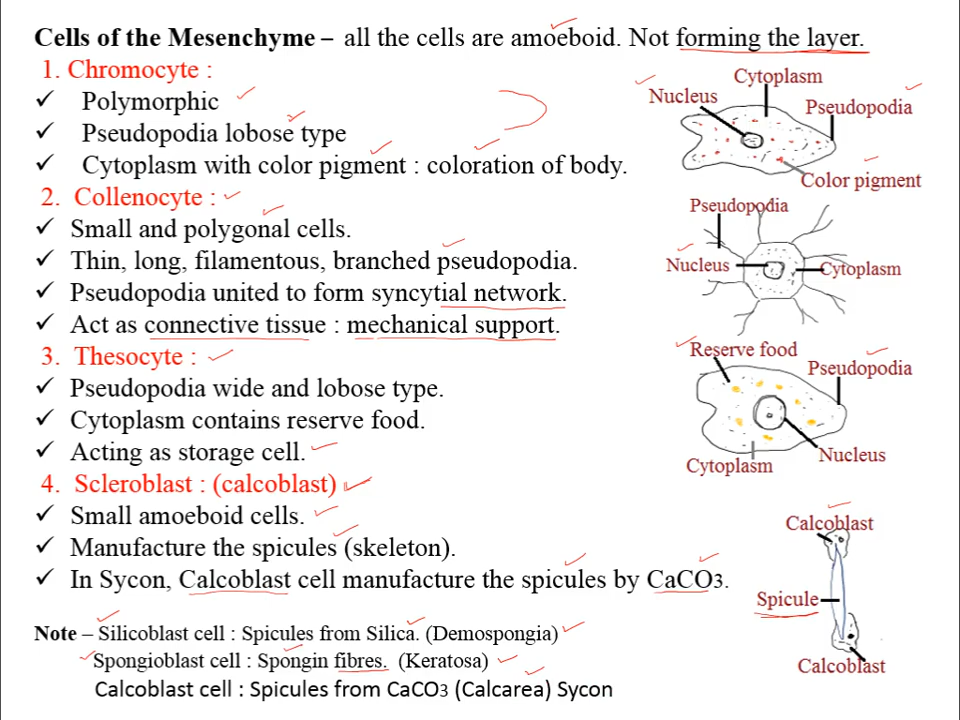 Cells of the Mesenchyme – all the cells are amoeboid. Not forming the layer.
1. Chromocyte :
✓ Polymorphic
✓ Pseudopodia lobose type
✓ Cytoplasm with color pigment : coloration of body.
2. Collenocyte :
✓ Small and polygonal cells.
✓ Thin, long, filamentous, branched pseudopodia.
✓ Pseudopodia united to form syncytial network.
✓ Act as connective tissue : mechanical support.
3. Thesocyte :
✓ Pseudopodia wide and lobose type.
✓ Cytoplasm contains reserve food.
✓ Acting as storage cell.
4. Scleroblast : (calcoblast)
✓ Small amoeboid cells.
✓ Manufacture the spicules (skeleton).
✓ In Sycon, Calcoblast cell manufacture the spicules by CaCO3.
Note – Silicoblast cell : Spicules from Silica. (Demospongia)
Spongioblast cell : Spongin fibres. (Keratosa)
Calcoblast cell : Spicules from CaCO3 (Calcarea) Sycon
Cytoplasm
Nucleus
Pseudopodia
Color pigment
Pseudopodia
Nucleus
Cytoplasm
Reserve food
Pseudopodia
Nucleus
Cytoplasm
Calcoblast
Spicule
Calcoblast